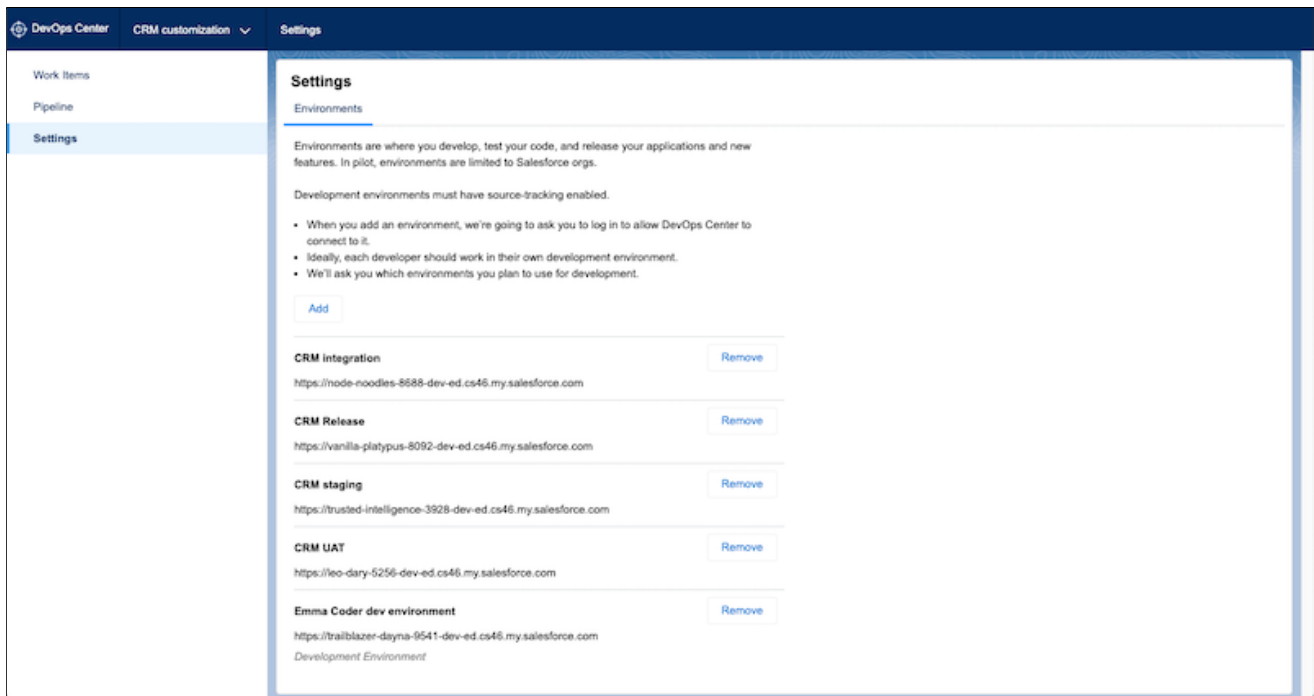 DevOps Center CRM customization Settings
Work Items
Pipeline
Settings
Settings
Environments
Environments are where you develop, test your code, and release your applications and new
features. In pilot, environments are limited to Salesforce orgs.
Development environments must have source-tracking enabled.
• When you add an environment, we're going to ask you to log in to allow DevOps Center to
connect to it.
• Ideally, each developer should work in their own development environment.
• We'll ask you which environments you plan to use for development.
Add
CRM integration Remove
https://node-noodles-8688-dev-ed.cs46.my.salesforce.com
CRM Release Remove
https://vanilla-platypus-8092-dev-ed.cs46.my.salesforce.com
CRM staging Remove
https://trusted-intelligence-3928-dev-ed.cs46.my.salesforce.com
CRM UAT Remove
https://leo-dary-5256-dev-ed.cs46.my.salesforce.com
Emma Coder dev environment Remove
https://trailblazer-dayna-9541-dev-ed.cs46.my.salesforce.com
Development Environment